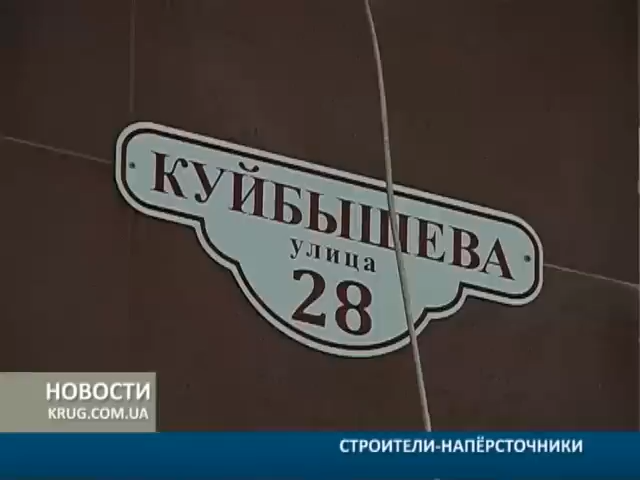 КУЙБЫШЕВА
улица
28
НОВОСТИ
KRUG.COM.UA
СТРОИТЕЛИ-НАПЁРСТОЧНИКИ